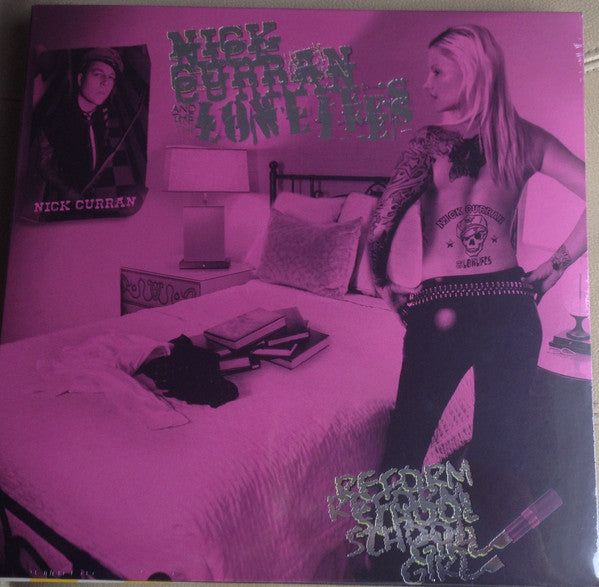 NICK
CURRAN
AND THE
LOWLIFES
NICK CURRAN
NICK CURRAN
LOWLIFES
REFORM
SCHOOL
GIRL